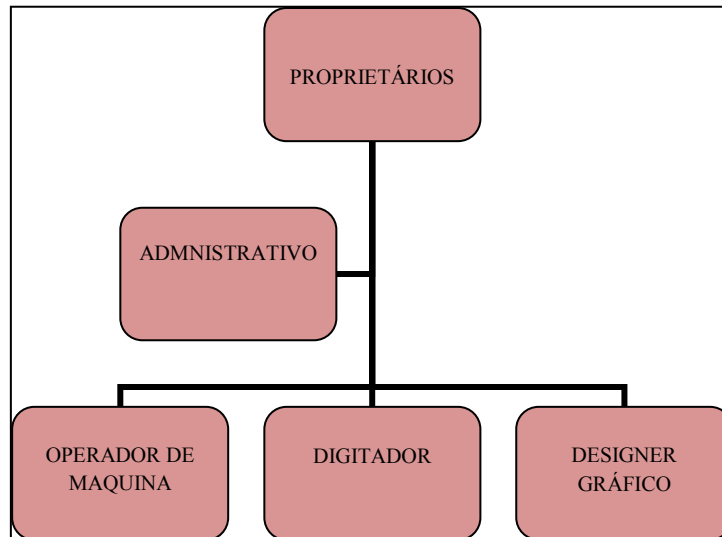 PROPRIETÁRIOS
ADMNISTRATIVO
OPERADOR DE
MAQUINA
DIGITADOR
DESIGNER
GRÁFICO